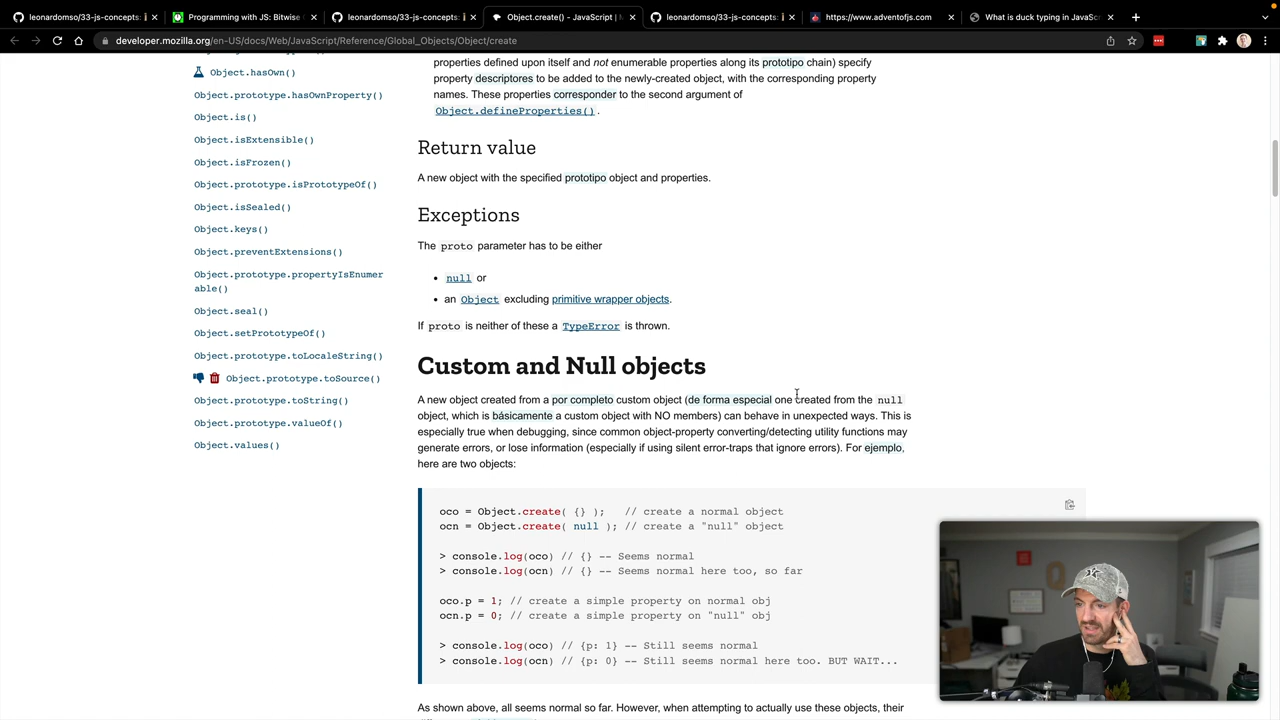 leonardomso/33-js-concepts:
Programming with JS: Bitwise
leonardomso/33-js-concepts:
Object.create() - JavaScript | M
leonardomso/33-js-concepts:
https://www.adventofjs.com/
What is duck typing in JavaSc
developer.mozilla.org/en-US/docs/Web/JavaScript/Reference/Global_Objects/Object/create
Object.hasOwn()
Object.prototype.hasOwnProperty()
Object.is()
Object.isExtensible()
Object.isFrozen()
Object.prototype.isPrototypeOf()
Object.isSealed()
Object.keys()
Object.preventExtensions()
Object.prototype.propertyIsEnumer
able()
Object.seal()
Object.setPrototypeOf()
Object.prototype.toLocaleString()
Object.prototype.toSource()
Object.prototype.toString()
Object.prototype.valueOf()
Object.values()
properties defined upon itself and not enumerable properties along its prototipo chain) specify
property descriptores to be added to the newly-created object, with the corresponding property
names. These properties corresponder to the second argument of
Object.defineProperties().
Return value
A new object with the specified prototipo object and properties.
Exceptions
The proto parameter has to be either
• null or
• an Object excluding primitive wrapper objects.
If proto is neither of these a TypeError is thrown.
Custom and Null objects
A new object created from a por completo custom object (de forma especial one created from the null
object, which is básicamente a custom object with NO members) can behave in unexpected ways. This is
especially true when debugging, since common object-property converting/detecting utility functions may
generate errors, or lose information (especially if using silent error-traps that ignore errors). For ejemplo,
here are two objects:
oco = Object.create( {} );   // create a normal object
ocn = Object.create( null ); // create a "null" object
> console.log(oco) // {} -- Seems normal
> console.log(ocn) // {} -- Seems normal here too, so far
oco.p = 1; // create a simple property on normal obj
ocn.p = 0; // create a simple property on "null" obj
> console.log(oco) // {p: 1} -- Still seems normal
> console.log(ocn) // {p: 0} -- Still seems normal here too. BUT WAIT...
As shown above, all seems normal so far. However, when attempting to actually use these objects, their